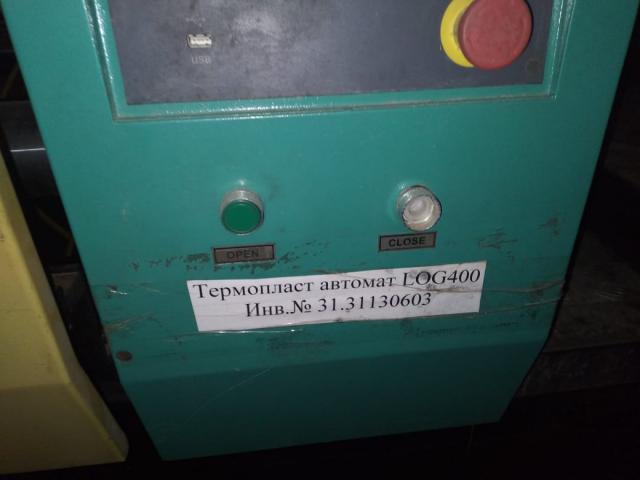 USB
OPEN
CLOSE
Термопласт автомат LOG400
Инв.№ 31.31130603